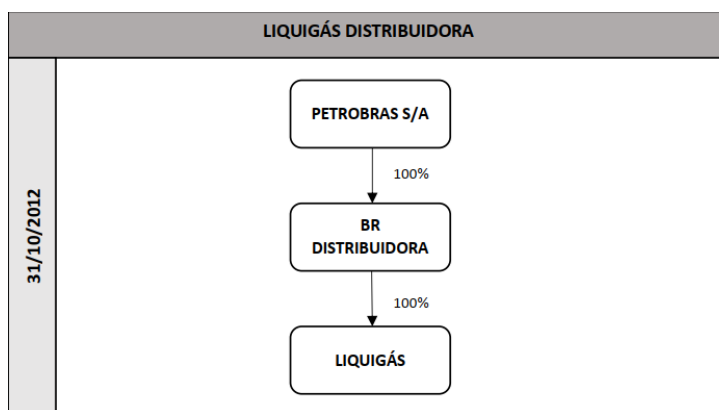 LIQUIGÁS DISTRIBUIDORA
31/10/2012
PETROBRAS S/A
100%
BR
DISTRIBUIDORA
100%
LIQUIGÁS